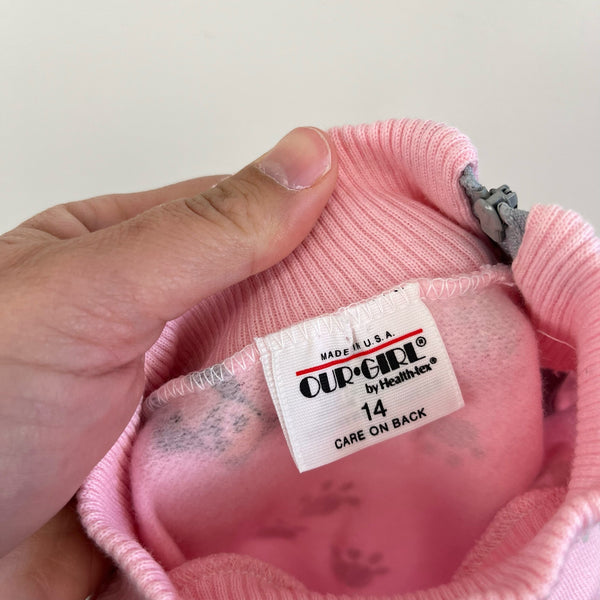 MADE IN U.S.A.
OUR•GIRL®
by Health-tex®
14
CARE ON BACK